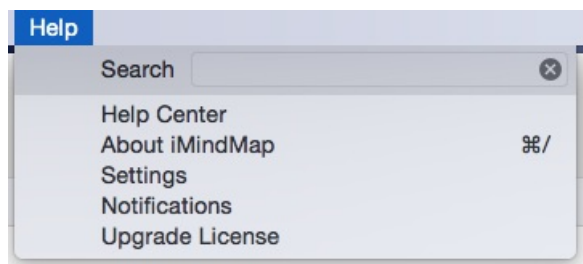 Help
Search
Help Center
About iMindMap ⌘/
Settings
Notifications
Upgrade License